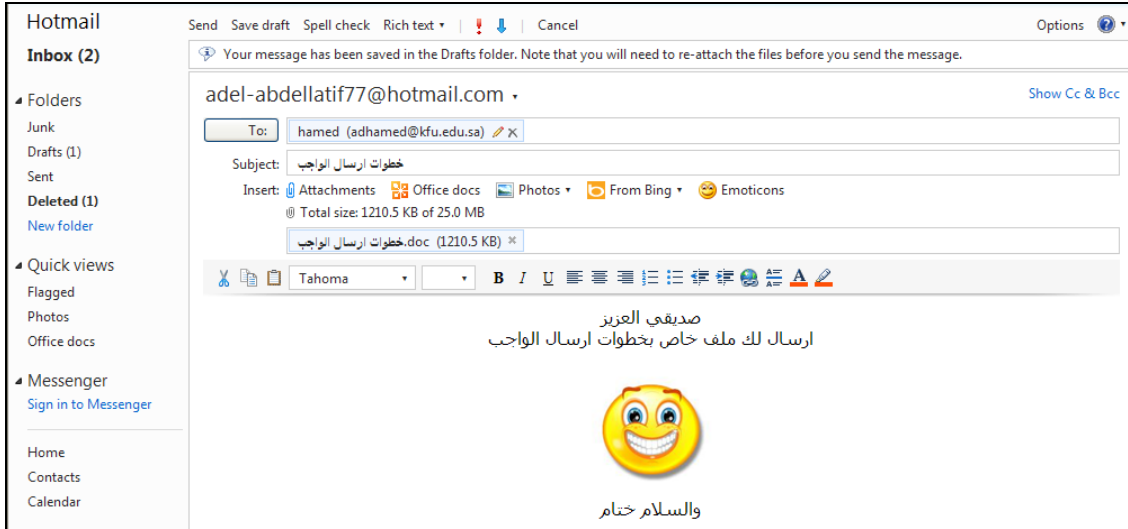 Hotmail
Inbox (2)
Folders
Junk
Drafts (1)
Sent
Deleted (1)
New folder
Quick views
Flagged
Photos
Office docs
Messenger
Sign in to Messenger
Home
Contacts
Calendar
Send Save draft Spell check Rich text | | Cancel Options
Your message has been saved in the Drafts folder. Note that you will need to re-attach the files before you send the message.
adel-abdellatif77@hotmail.com Show Cc & Bcc
To: hamed (adhamed@kfu.edu.sa)
Subject: خطوات ارسال الواجب
Insert: Attachments Office docs Photos From Bing Emoticons
Total size: 1210.5 KB of 25.0 MB
خطوات ارسال الواجب.doc (1210.5 KB)
Tahoma B I U A
صديقي العزيز
ارسال لك ملف خاص بخطوات ارسال الواجب
والسلام ختام